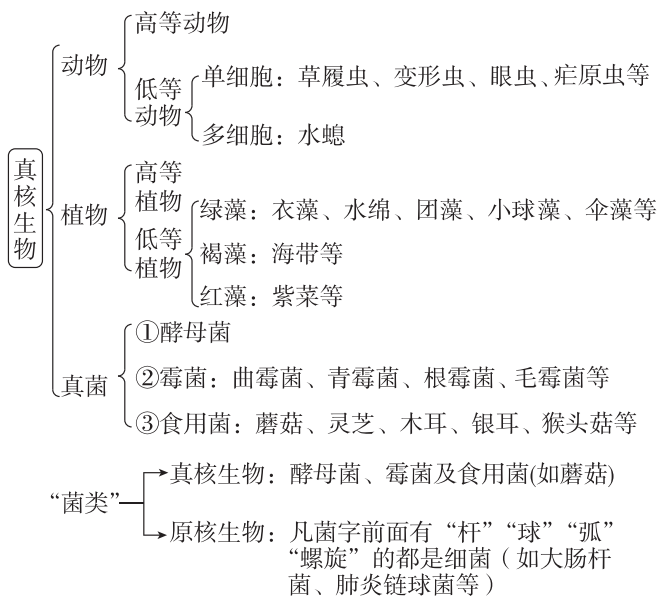 真核生物
动物
高等动物
低等
动物
单细胞：草履虫、变形虫、眼虫、疟原虫等
多细胞：水螅
植物
高等
植物
低等
植物
绿藻：衣藻、水绵、团藻、小球藻、伞藻等
褐藻：海带等
红藻：紫菜等
真菌
①酵母菌
②霉菌：曲霉菌、青霉菌、根霉菌、毛霉菌等
③食用菌：蘑菇、灵芝、木耳、银耳、猴头菇等
“菌类”
真核生物：酵母菌、霉菌及食用菌(如蘑菇)
原核生物：凡菌字前面有“杆”“球”“弧”
“螺旋”的都是细菌（如大肠杆
菌、肺炎链球菌等）